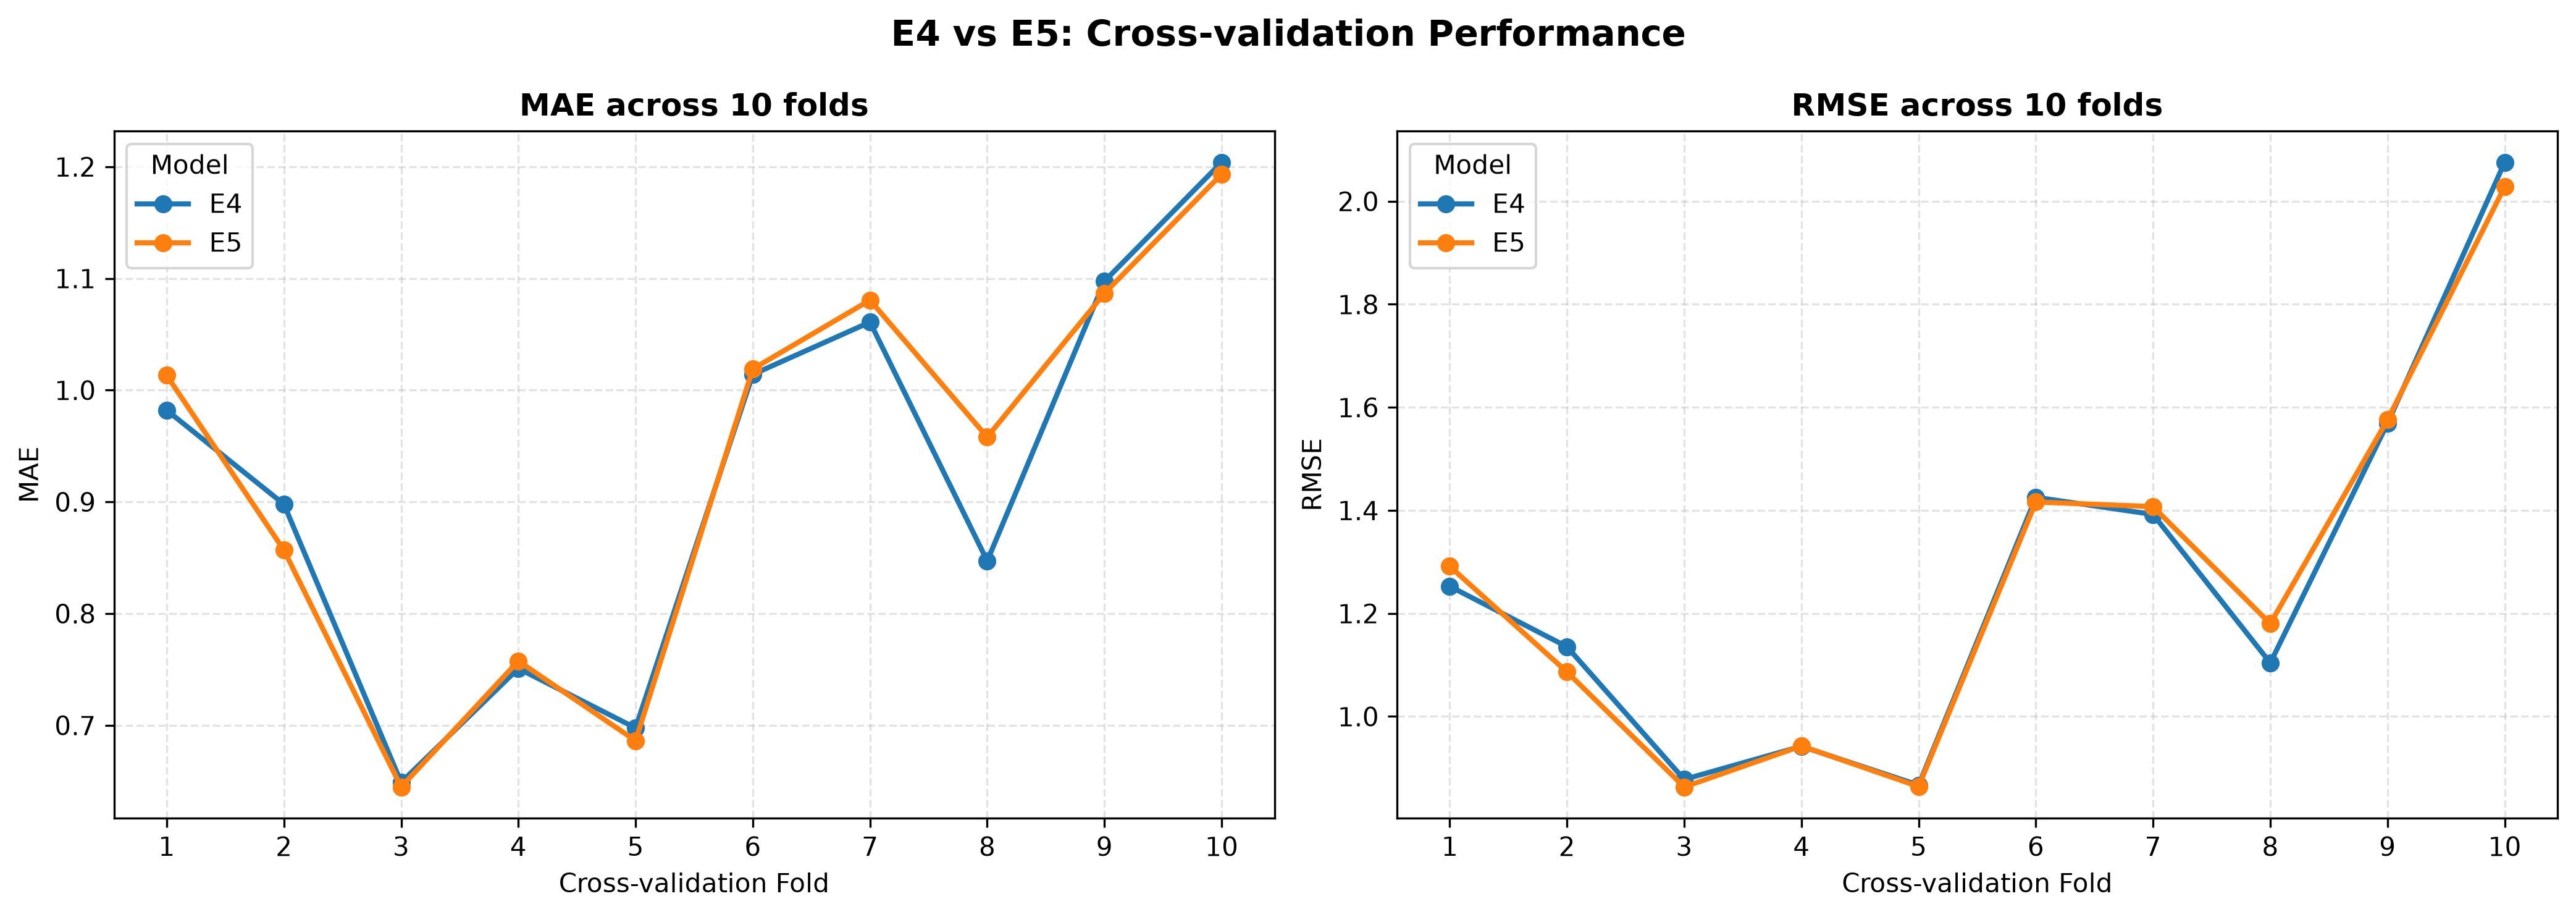 E4 vs E5: Cross-validation Performance
MAE across 10 folds
Model
E4
E5
1.2
1.1
1.0
0.9
0.8
0.7
MAE
1 2 3 4 5 6 7 8 9 10
Cross-validation Fold
RMSE across 10 folds
Model
E4
E5
2.0
1.8
1.6
1.4
1.2
1.0
RMSE
1 2 3 4 5 6 7 8 9 10
Cross-validation Fold